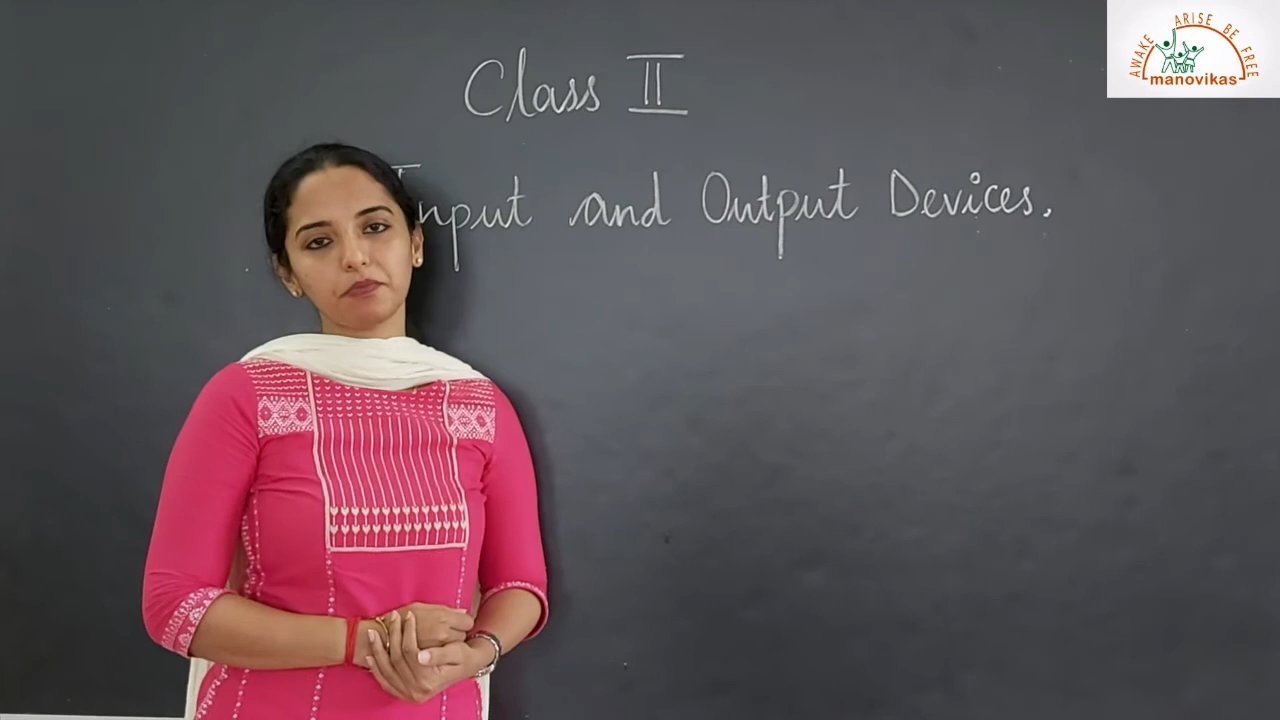 Class II
Input and Output Devices.
AWAKE ARISE BE FREE
manovikas